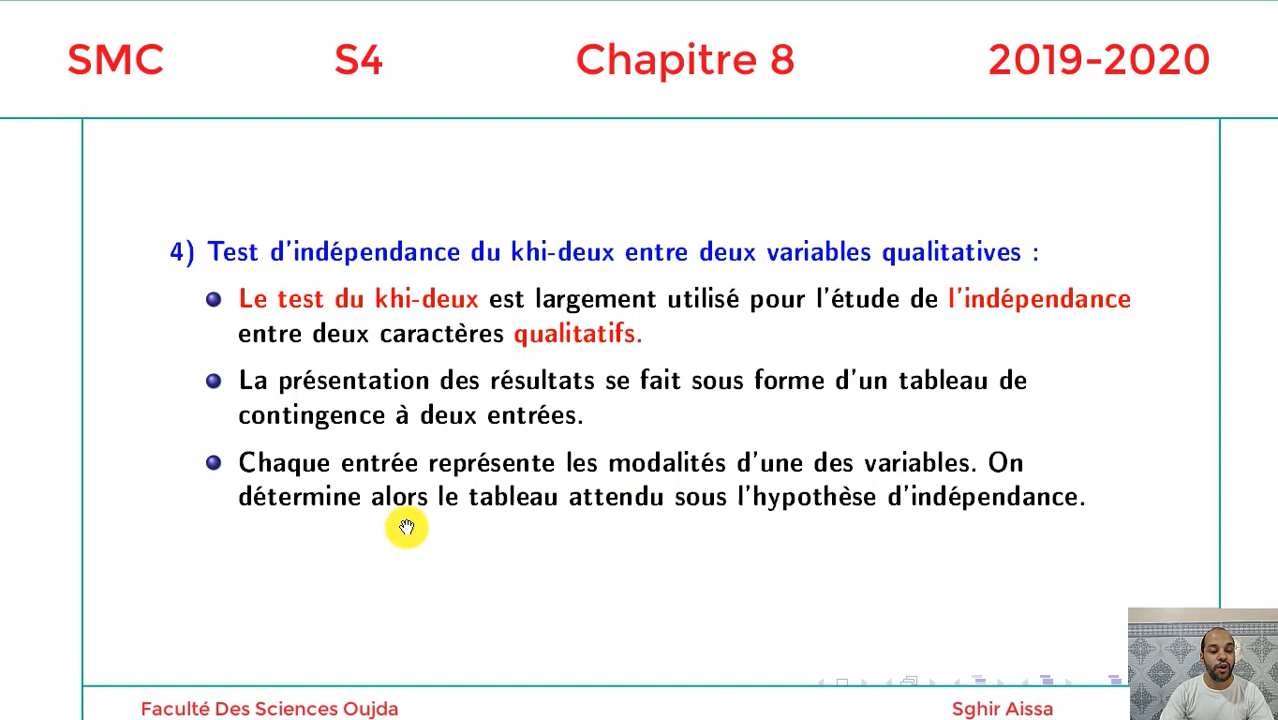 SMC S4 Chapitre 8 2019-2020
4) Test d'indépendance du khi-deux entre deux variables qualitatives :
Le test du khi-deux est largement utilisé pour l'étude de l'indépendance
entre deux caractères qualitatifs.
La présentation des résultats se fait sous forme d'un tableau de
contingence à deux entrées.
Chaque entrée représente les modalités d'une des variables. On
détermine alors le tableau attendu sous l'hypothèse d'indépendance.
Faculté Des Sciences Oujda Sghir Aissa